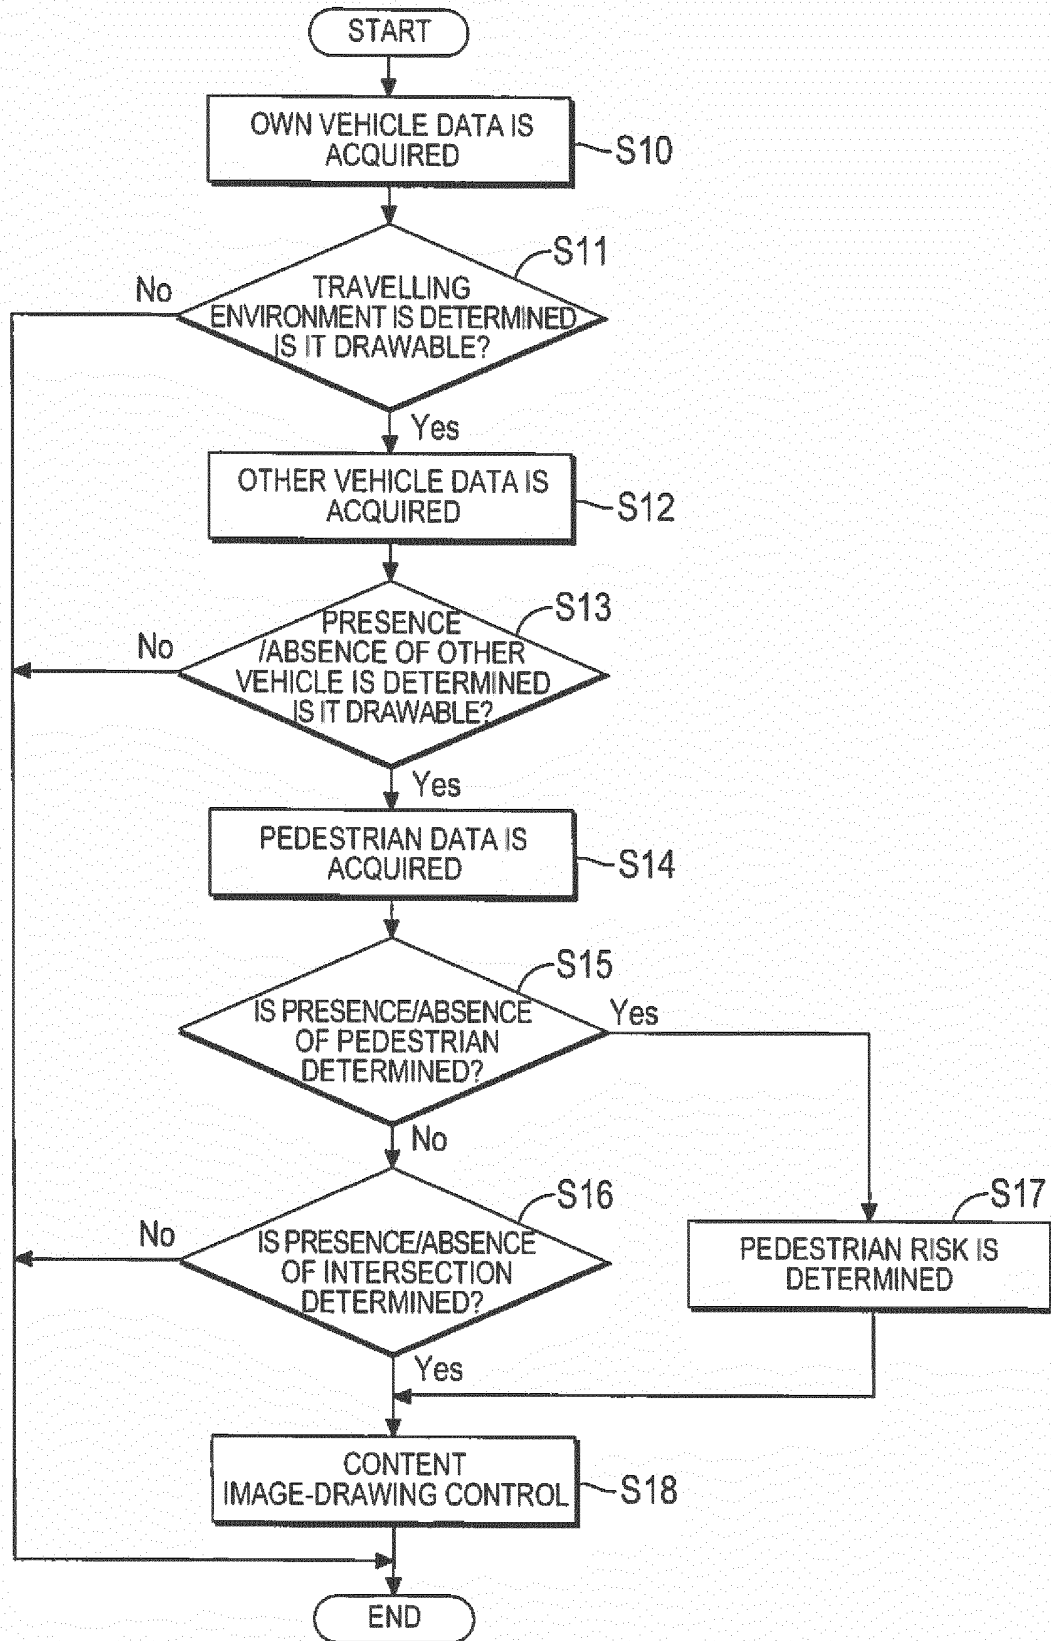 START
OWN VEHICLE DATA IS
ACQUIRED
S10
S11
No
TRAVELLING
ENVIRONMENT IS DETERMINED
IS IT DRAWABLE?
Yes
OTHER VEHICLE DATA IS
ACQUIRED
S12
S13
No
PRESENCE
/ABSENCE OF OTHER
VEHICLE IS DETERMINED
IS IT DRAWABLE?
Yes
PEDESTRIAN DATA IS
ACQUIRED
S14
S15
IS PRESENCE/ABSENCE
OF PEDESTRIAN
DETERMINED?
Yes
No
S16
No
IS PRESENCE/ABSENCE
OF INTERSECTION
DETERMINED?
S17
PEDESTRIAN RISK IS
DETERMINED
Yes
CONTENT
IMAGE-DRAWING CONTROL
S18
END